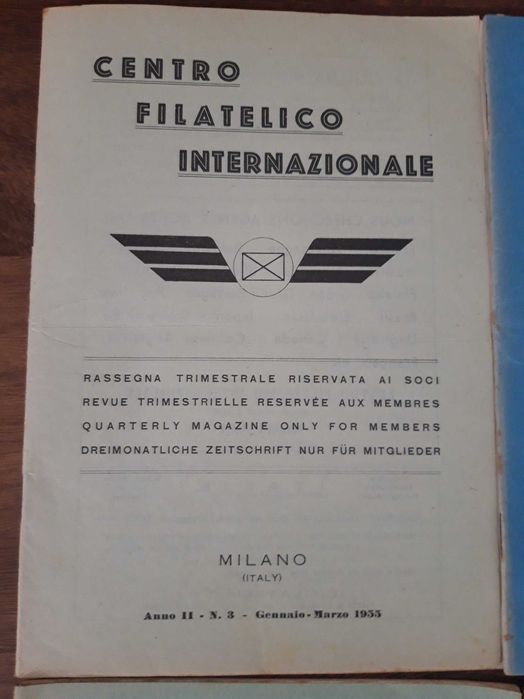 CENTRO
FILATELICO
INTERNAZIONALE
RASSEGNA TRIMESTRALE RISERVATA AI SOCI
REVUE TRIMESTRIELLE RESERVÉE AUX MEMBRES
QUARTERLY MAGAZINE ONLY FOR MEMBERS
DREIMONATLICHE ZEITSCHRIFT NUR FÜR MITGLIEDER
MILANO
(ITALY)
Anno II - N. 3 - Gennaio-Marzo 1955